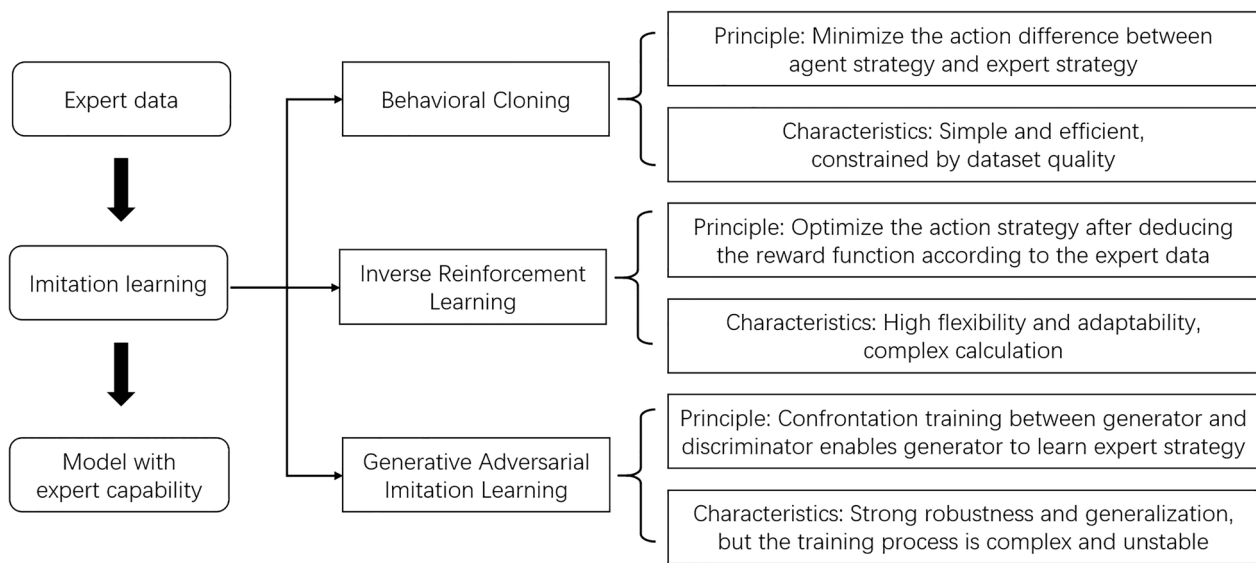 Expert data
Imitation learning
Model with
expert capability
Behavioral Cloning
Principle: Minimize the action difference between
agent strategy and expert strategy
Characteristics: Simple and efficient,
constrained by dataset quality
Inverse Reinforcement
Learning
Principle: Optimize the action strategy after deducing
the reward function according to the expert data
Characteristics: High flexibility and adaptability,
complex calculation
Generative Adversarial
Imitation Learning
Principle: Confrontation training between generator and
discriminator enables generator to learn expert strategy
Characteristics: Strong robustness and generalization,
but the training process is complex and unstable